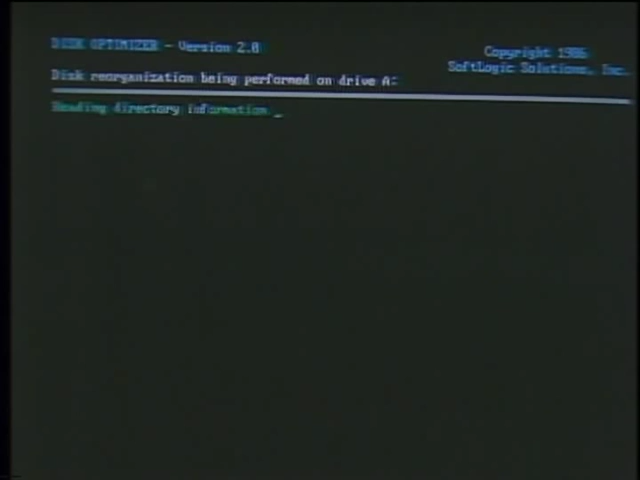 DISK OPTIMIZER - Version 2.0
Copyright 1986
SoftLogic Solutions, Inc.
Disk reorganization being performed on drive A:
Reading directory information _